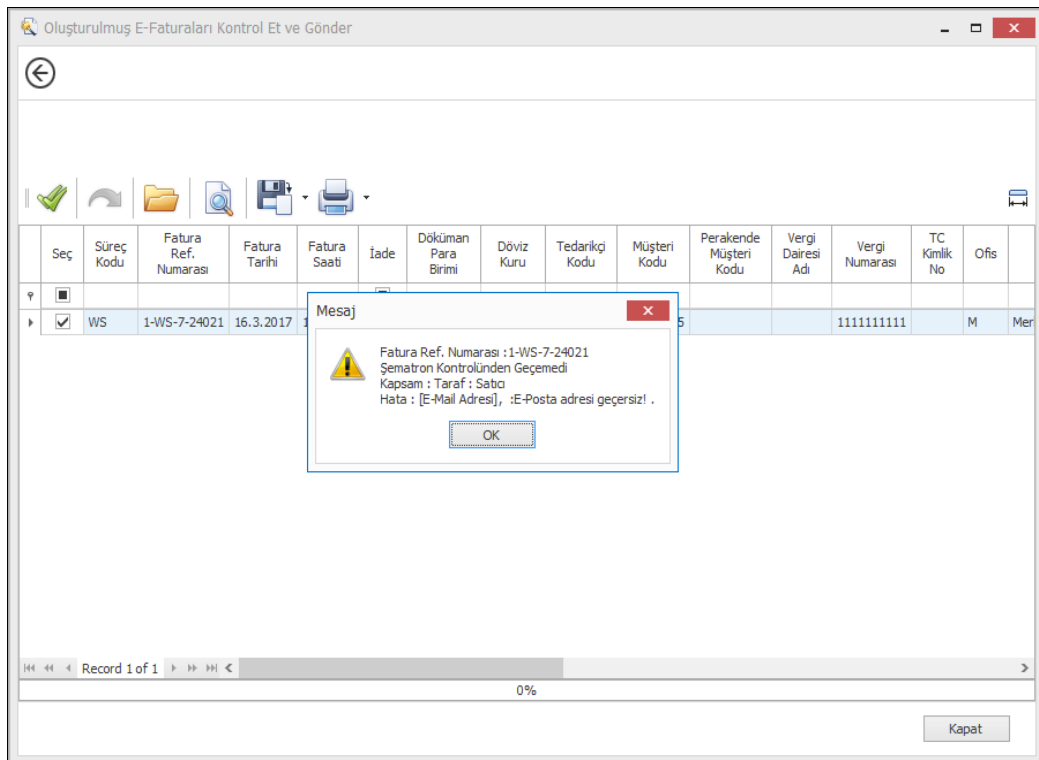 Oluşturulmuş E-Faturaları Kontrol Et ve Gönder
Seç
Süreç Kodu
Fatura Ref. Numarası
Fatura Tarihi
Fatura Saati
İade
Döküman Para Birimi
Döviz Kuru
Tedarikçi Kodu
Müşteri Kodu
Perakende Müşteri Kodu
Vergi Dairesi Adı
Vergi Numarası
TC Kimlik No
Ofis
WS 1-WS-7-24021 16.3.2017 1 5 1111111111 M Mer
Mesaj
Fatura Ref. Numarası :1-WS-7-24021
Şematron Kontrolünden Geçemedi
Kapsam : Taraf : Satıcı
Hata : [E-Mail Adresi], :E-Posta adresi geçersiz! .
OK
Record 1 of 1
0%
Kapat